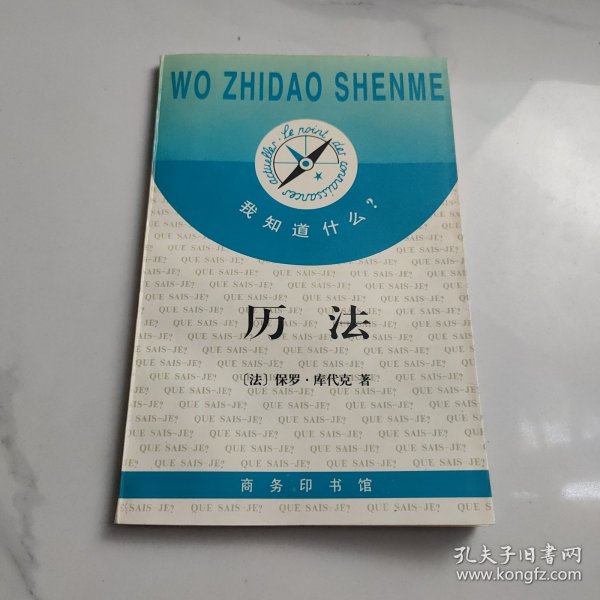 WO ZHIDAO SHENME
Le point des connaissances actuelles.
我知道什么?
QUE SAIS-JE?
历法
〔法〕保罗·库代克 著
商务印书馆
孔夫子旧书网
www.kongfz.com